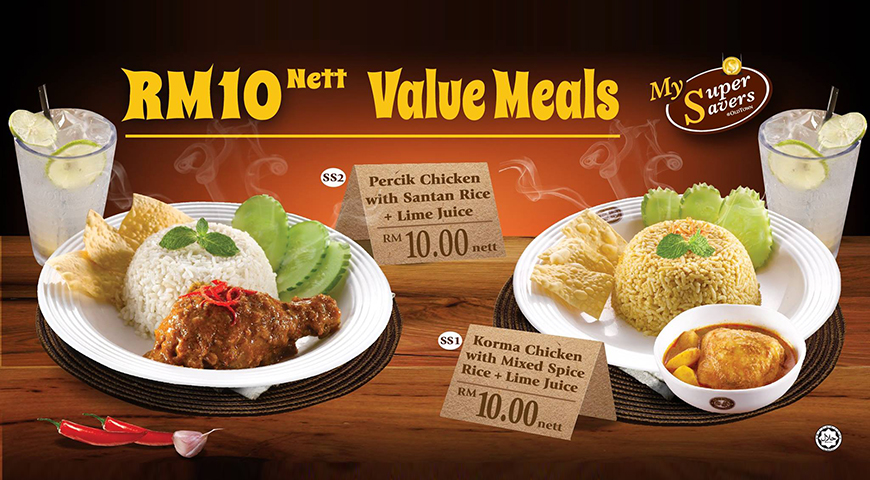 RM10 Nett Value Meals
My Super
Savers
@OLDTOWN
SS2
Percik Chicken
with Santan Rice
+ Lime Juice
RM 10.00 nett
SS1
Korma Chicken
with Mixed Spice
Rice + Lime Juice
RM 10.00 nett